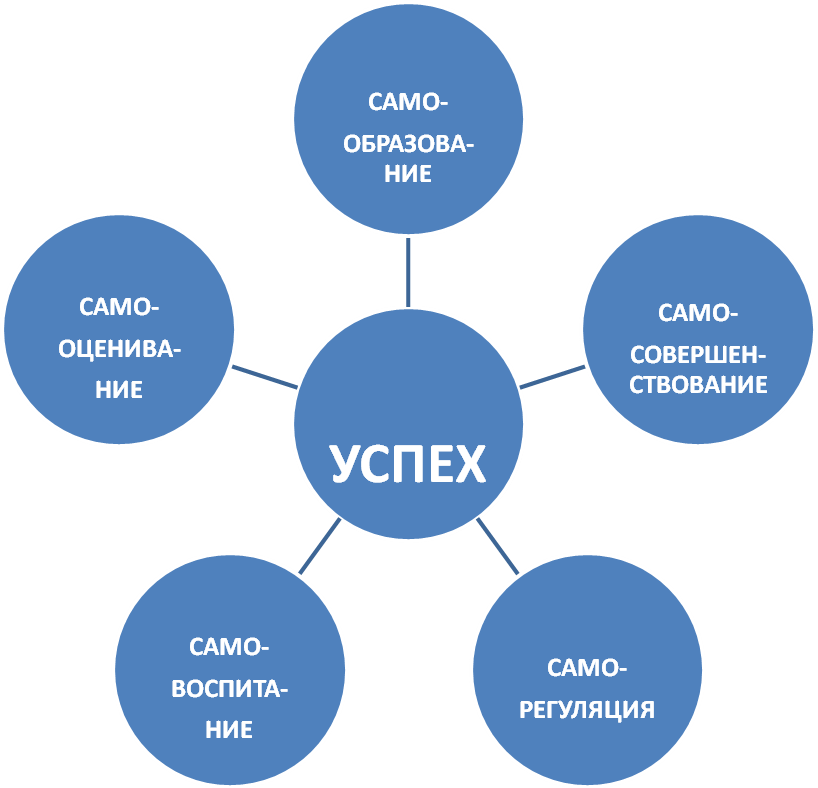 САМО-
ОБРАЗОВА-
НИЕ
САМО-
ОЦЕНИВА-
НИЕ
САМО-
СОВЕРШЕН-
СТВОВАНИЕ
УСПЕХ
САМО-
ВОСПИТА-
НИЕ
САМО-
РЕГУЛЯЦИЯ